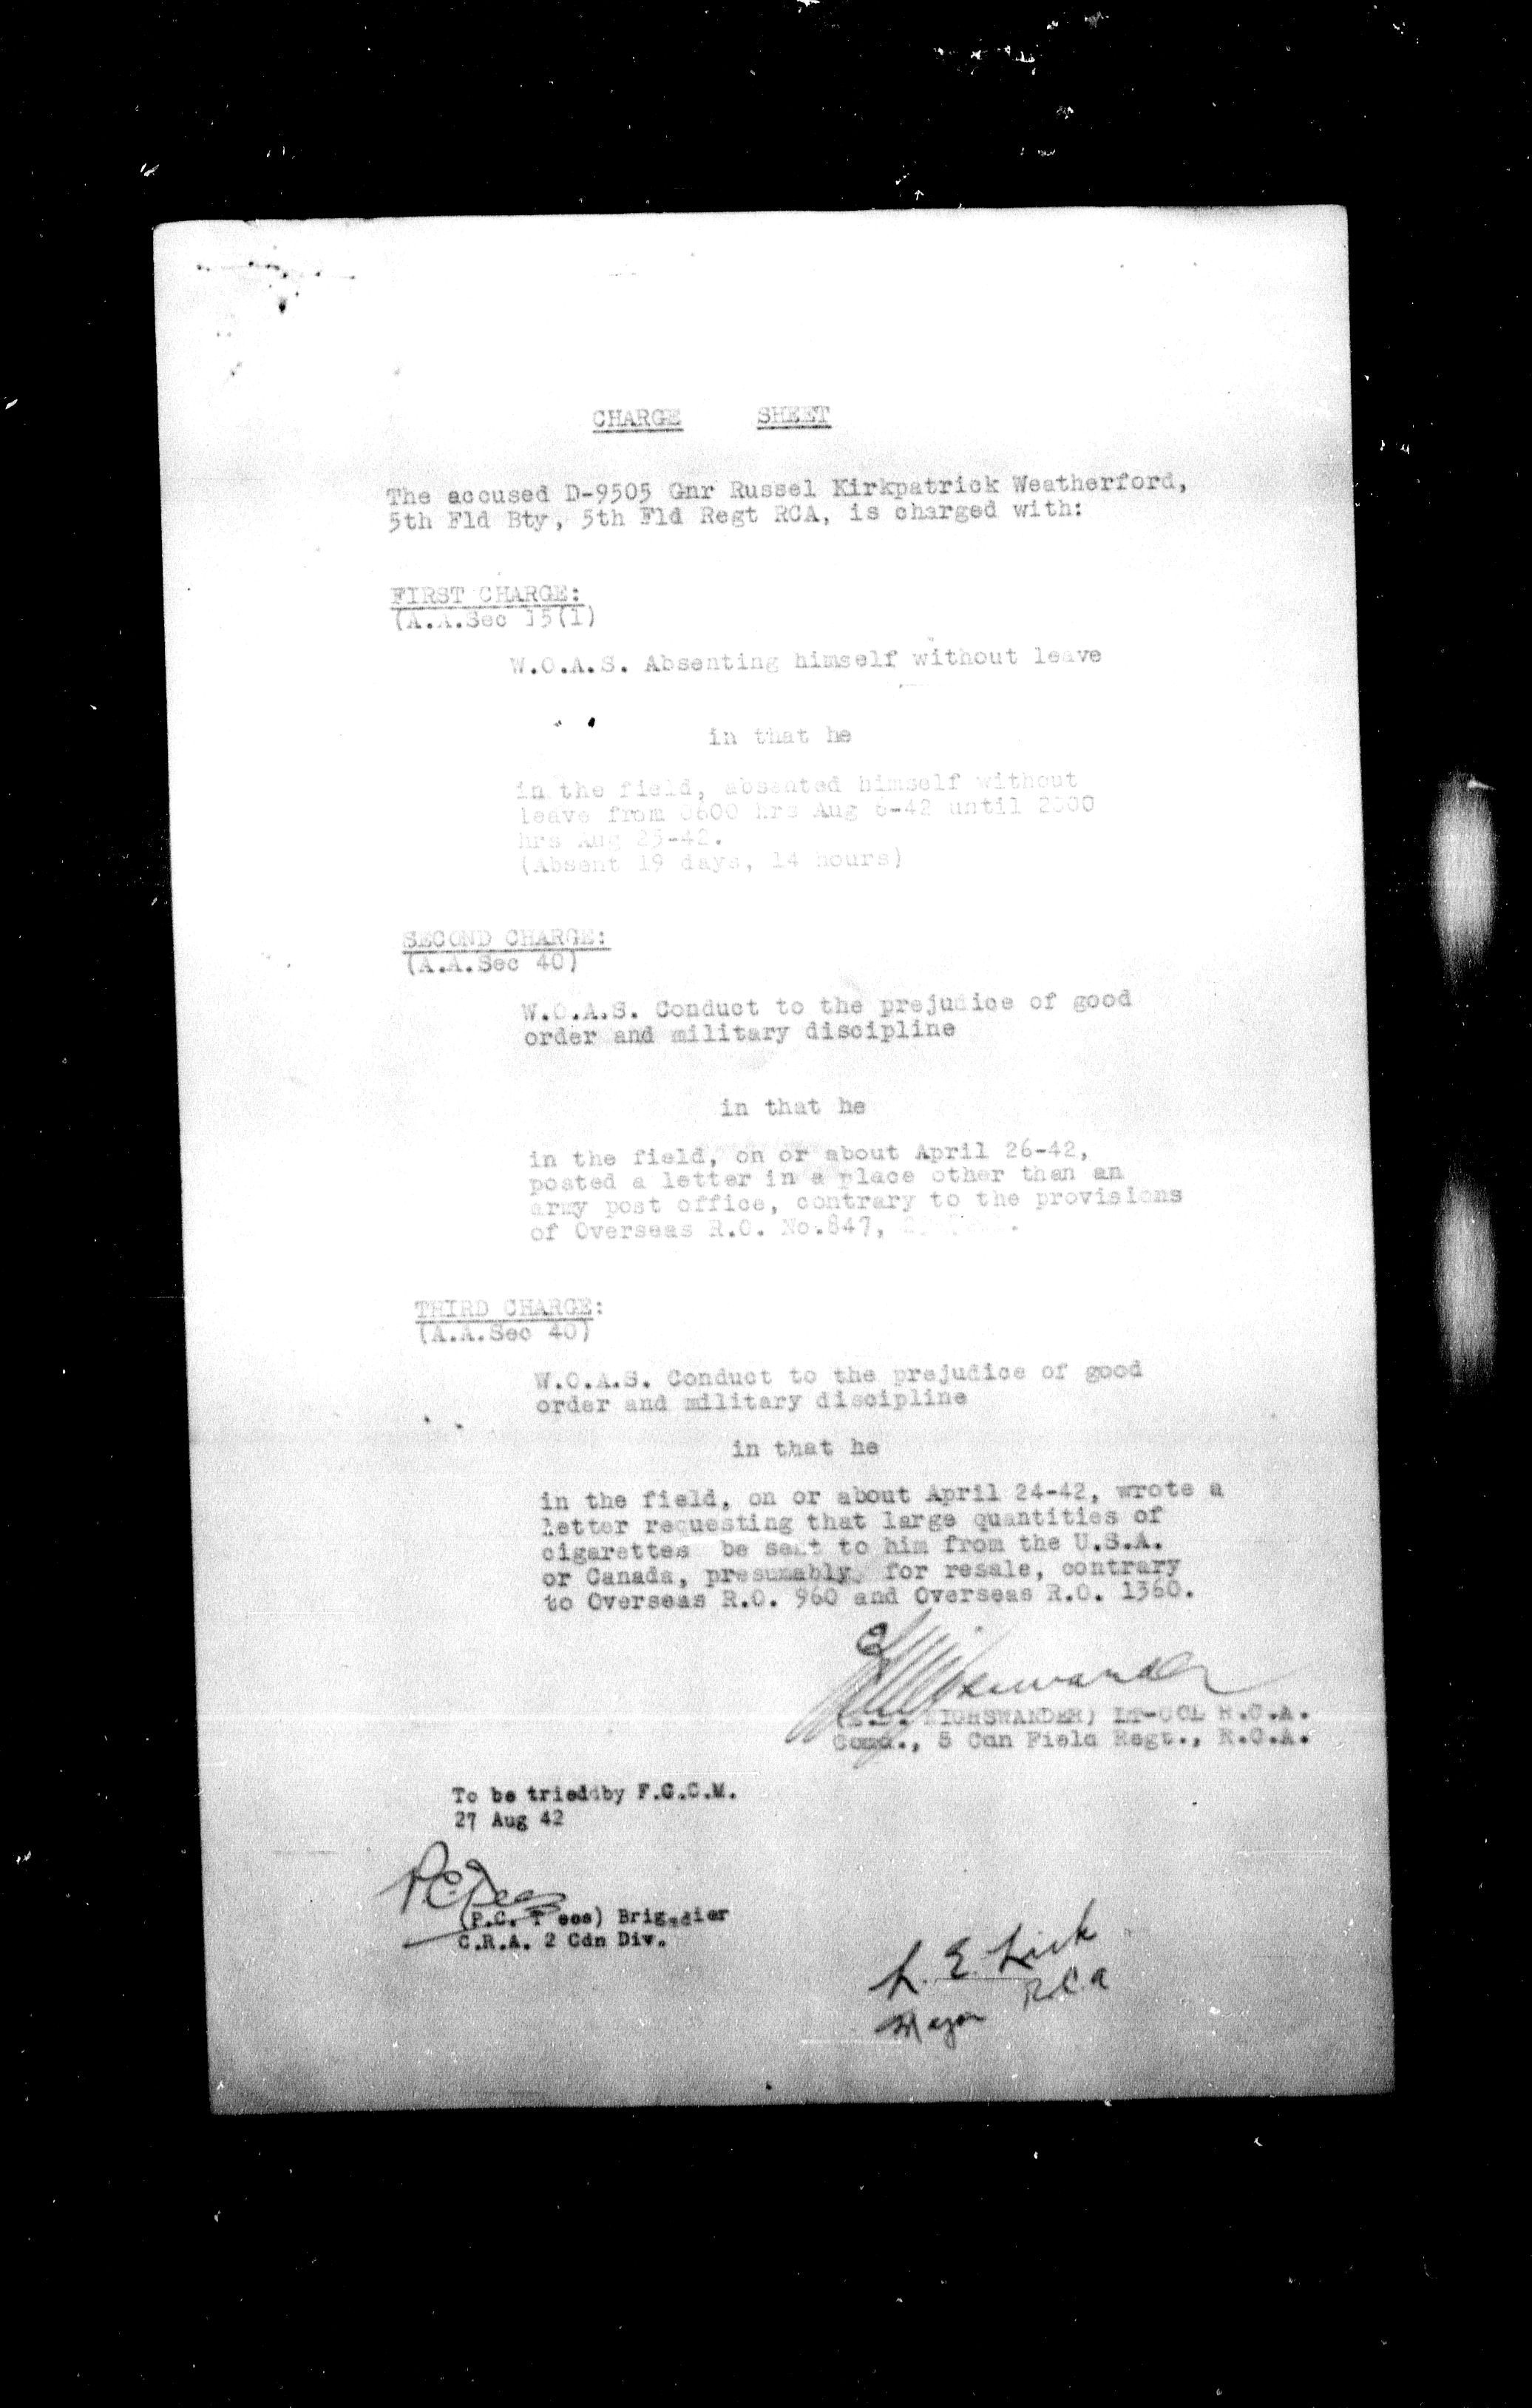 CHARGE SHEET
The accused D-9505 Gnr Russel Kirkpatrick Weatherford,
5th Fld Bty, 5th Fld Regt RCA, is charged with:
FIRST CHARGE:
(A.A.Sec 15(1)
W.O.A.S. Absenting himself without leave
in that he
in the field, absented himself without
leave from 0600 hrs Aug 6-42 until 2000
hrs Aug 25-42.
(Absent 19 days, 14 hours)
SECOND CHARGE:
(A.A.Sec 40)
W.O.A.S. Conduct to the prejudice of good
order and military discipline
in that he
in the field, on or about April 26-42,
posted a letter in a place other than an
army post office, contrary to the provisions
of Overseas R.O. No.847,
THIRD CHARGE:
(A.A.Sec 40)
W.O.A.S. Conduct to the prejudice of good
order and military discipline
in that he
in the field, on or about April 24-42, wrote a
letter requesting that large quantities of
cigarettes be sent to him from the U.S.A.
or Canada, presumably, for resale, contrary
to Overseas R.O. 960 and Overseas R.O. 1360.
NIGHSWANDER) LT-COL R.C.A.
Comd., 5 Cdn Field Regt., R.C.A.
To be triedby F.G.C.M.
27 Aug 42
P.C. Tees
(P.C. T ees) Brigadier
C.R.A. 2 Cdn Div.
L. E. Lick
Major RCA